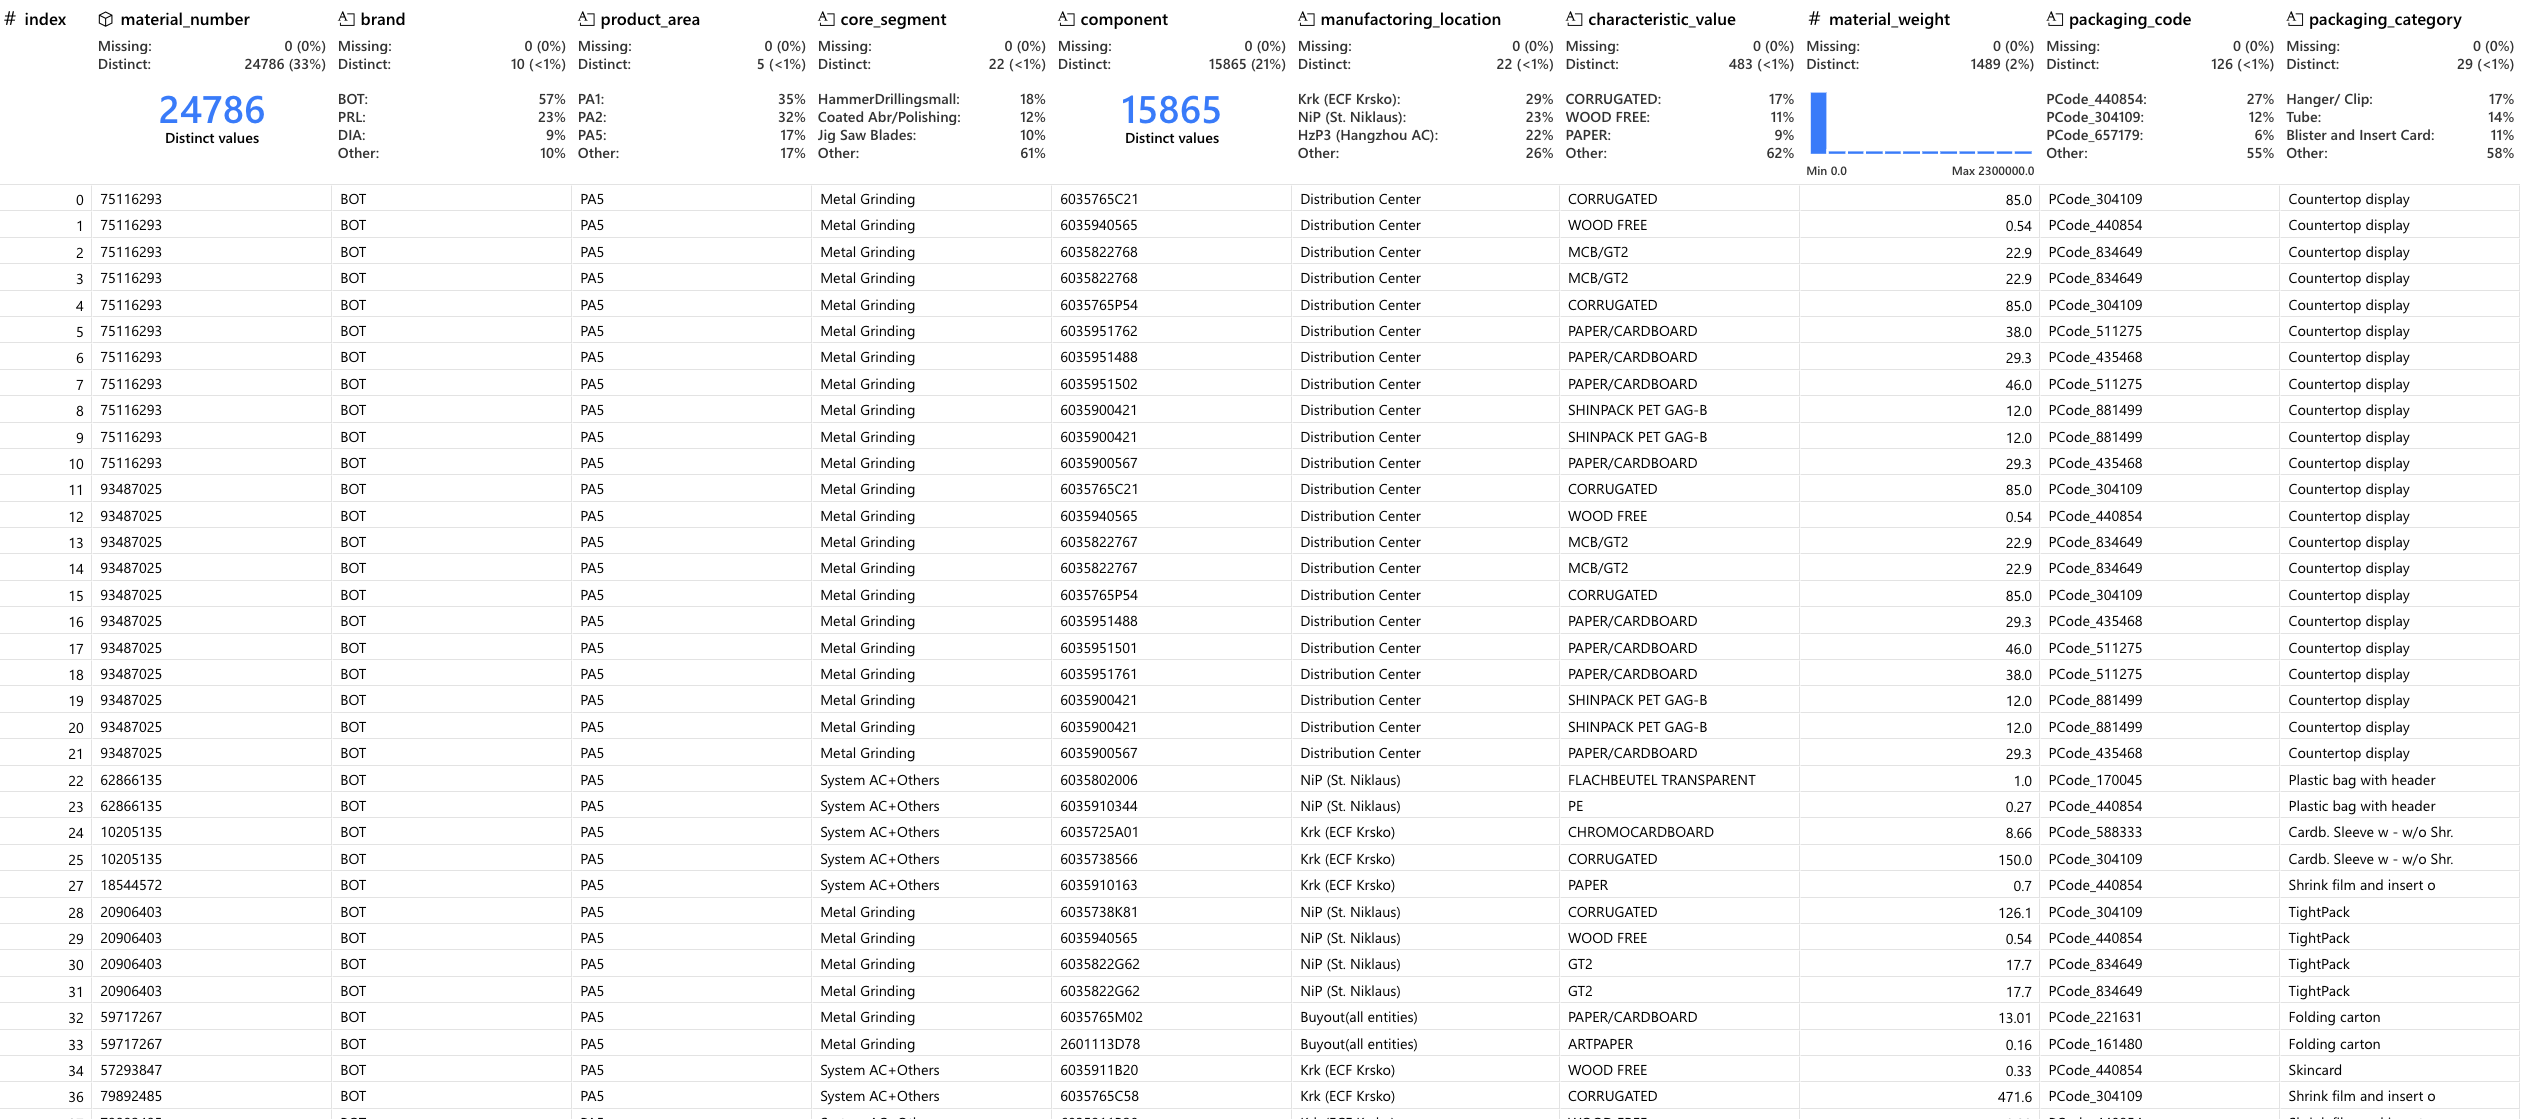 # index material_number brand product_area core_segment component manufactoring_location characteristic_value # material_weight packaging_code packaging_category
Missing: 0 (0%) Missing: 0 (0%) Missing: 0 (0%) Missing: 0 (0%) Missing: 0 (0%) Missing: 0 (0%) Missing: 0 (0%) Missing: 0 (0%) Missing: 0 (0%) Missing: 0 (0%)
Distinct: 24786 (33%) Distinct: 10 (<1%) Distinct: 5 (<1%) Distinct: 22 (<1%) Distinct: 15865 (21%) Distinct: 22 (<1%) Distinct: 483 (<1%) Distinct: 1489 (2%) Distinct: 126 (<1%) Distinct: 29 (<1%)
24786 BOT: 57% PA1: 35% HammerDrillingsmall: 18% 15865 Krk (ECF Krsko): 29% CORRUGATED: 17% PCode_440854: 27% Hanger/ Clip: 17%
PRL: 23% PA2: 32% Coated Abr/Polishing: 12% NiP (St. Niklaus): 23% WOOD FREE: 11% PCode_304109: 12% Tube: 14%
Distinct values DIA: 9% PA5: 17% Jig Saw Blades: 10% Distinct values HzP3 (Hangzhou AC): 22% PAPER: 9% PCode_657179: 6% Blister and Insert Card: 11%
Other: 10% Other: 17% Other: 61% Other: 26% Other: 62% Other: 55% Other: 58%
Min 0.0 Max 2300000.0
0 75116293 BOT PA5 Metal Grinding 6035765C21 Distribution Center CORRUGATED 85.0 PCode_304109 Countertop display
1 75116293 BOT PA5 Metal Grinding 6035940565 Distribution Center WOOD FREE 0.54 PCode_440854 Countertop display
2 75116293 BOT PA5 Metal Grinding 6035822768 Distribution Center MCB/GT2 22.9 PCode_834649 Countertop display
3 75116293 BOT PA5 Metal Grinding 6035822768 Distribution Center MCB/GT2 22.9 PCode_834649 Countertop display
4 75116293 BOT PA5 Metal Grinding 6035765P54 Distribution Center CORRUGATED 85.0 PCode_304109 Countertop display
5 75116293 BOT PA5 Metal Grinding 6035951762 Distribution Center PAPER/CARDBOARD 38.0 PCode_511275 Countertop display
6 75116293 BOT PA5 Metal Grinding 6035951488 Distribution Center PAPER/CARDBOARD 29.3 PCode_435468 Countertop display
7 75116293 BOT PA5 Metal Grinding 6035951502 Distribution Center PAPER/CARDBOARD 46.0 PCode_511275 Countertop display
8 75116293 BOT PA5 Metal Grinding 6035900421 Distribution Center SHINPACK PET GAG-B 12.0 PCode_881499 Countertop display
9 75116293 BOT PA5 Metal Grinding 6035900421 Distribution Center SHINPACK PET GAG-B 12.0 PCode_881499 Countertop display
10 75116293 BOT PA5 Metal Grinding 6035900567 Distribution Center PAPER/CARDBOARD 29.3 PCode_435468 Countertop display
11 93487025 BOT PA5 Metal Grinding 6035765C21 Distribution Center CORRUGATED 85.0 PCode_304109 Countertop display
12 93487025 BOT PA5 Metal Grinding 6035940565 Distribution Center WOOD FREE 0.54 PCode_440854 Countertop display
13 93487025 BOT PA5 Metal Grinding 6035822767 Distribution Center MCB/GT2 22.9 PCode_834649 Countertop display
14 93487025 BOT PA5 Metal Grinding 6035822767 Distribution Center MCB/GT2 22.9 PCode_834649 Countertop display
15 93487025 BOT PA5 Metal Grinding 6035765P54 Distribution Center CORRUGATED 85.0 PCode_304109 Countertop display
16 93487025 BOT PA5 Metal Grinding 6035951488 Distribution Center PAPER/CARDBOARD 29.3 PCode_435468 Countertop display
17 93487025 BOT PA5 Metal Grinding 6035951501 Distribution Center PAPER/CARDBOARD 46.0 PCode_511275 Countertop display
18 93487025 BOT PA5 Metal Grinding 6035951761 Distribution Center PAPER/CARDBOARD 38.0 PCode_511275 Countertop display
19 93487025 BOT PA5 Metal Grinding 6035900421 Distribution Center SHINPACK PET GAG-B 12.0 PCode_881499 Countertop display
20 93487025 BOT PA5 Metal Grinding 6035900421 Distribution Center SHINPACK PET GAG-B 12.0 PCode_881499 Countertop display
21 93487025 BOT PA5 Metal Grinding 6035900567 Distribution Center PAPER/CARDBOARD 29.3 PCode_435468 Countertop display
22 62866135 BOT PA5 System AC+Others 6035802006 NiP (St. Niklaus) FLACHBEUTEL TRANSPARENT 1.0 PCode_170045 Plastic bag with header
23 62866135 BOT PA5 System AC+Others 6035910344 NiP (St. Niklaus) PE 0.27 PCode_440854 Plastic bag with header
24 10205135 BOT PA5 System AC+Others 6035725A01 Krk (ECF Krsko) CHROMOCARDBOARD 8.66 PCode_588333 Cardb. Sleeve w - w/o Shr.
25 10205135 BOT PA5 System AC+Others 6035738566 Krk (ECF Krsko) CORRUGATED 150.0 PCode_304109 Cardb. Sleeve w - w/o Shr.
27 18544572 BOT PA5 System AC+Others 6035910163 Krk (ECF Krsko) PAPER 0.7 PCode_440854 Shrink film and insert o
28 20906403 BOT PA5 Metal Grinding 6035738K81 NiP (St. Niklaus) CORRUGATED 126.1 PCode_304109 TightPack
29 20906403 BOT PA5 Metal Grinding 6035940565 NiP (St. Niklaus) WOOD FREE 0.54 PCode_440854 TightPack
30 20906403 BOT PA5 Metal Grinding 6035822G62 NiP (St. Niklaus) GT2 17.7 PCode_834649 TightPack
31 20906403 BOT PA5 Metal Grinding 6035822G62 NiP (St. Niklaus) GT2 17.7 PCode_834649 TightPack
32 59717267 BOT PA5 Metal Grinding 6035765M02 Buyout(all entities) PAPER/CARDBOARD 13.01 PCode_221631 Folding carton
33 59717267 BOT PA5 Metal Grinding 2601113D78 Buyout(all entities) ARTPAPER 0.16 PCode_161480 Folding carton
34 57293847 BOT PA5 System AC+Others 6035911B20 Krk (ECF Krsko) WOOD FREE 0.33 PCode_440854 Skincard
36 79892485 BOT PA5 System AC+Others 6035765C58 Krk (ECF Krsko) CORRUGATED 471.6 PCode_304109 Shrink film and insert o